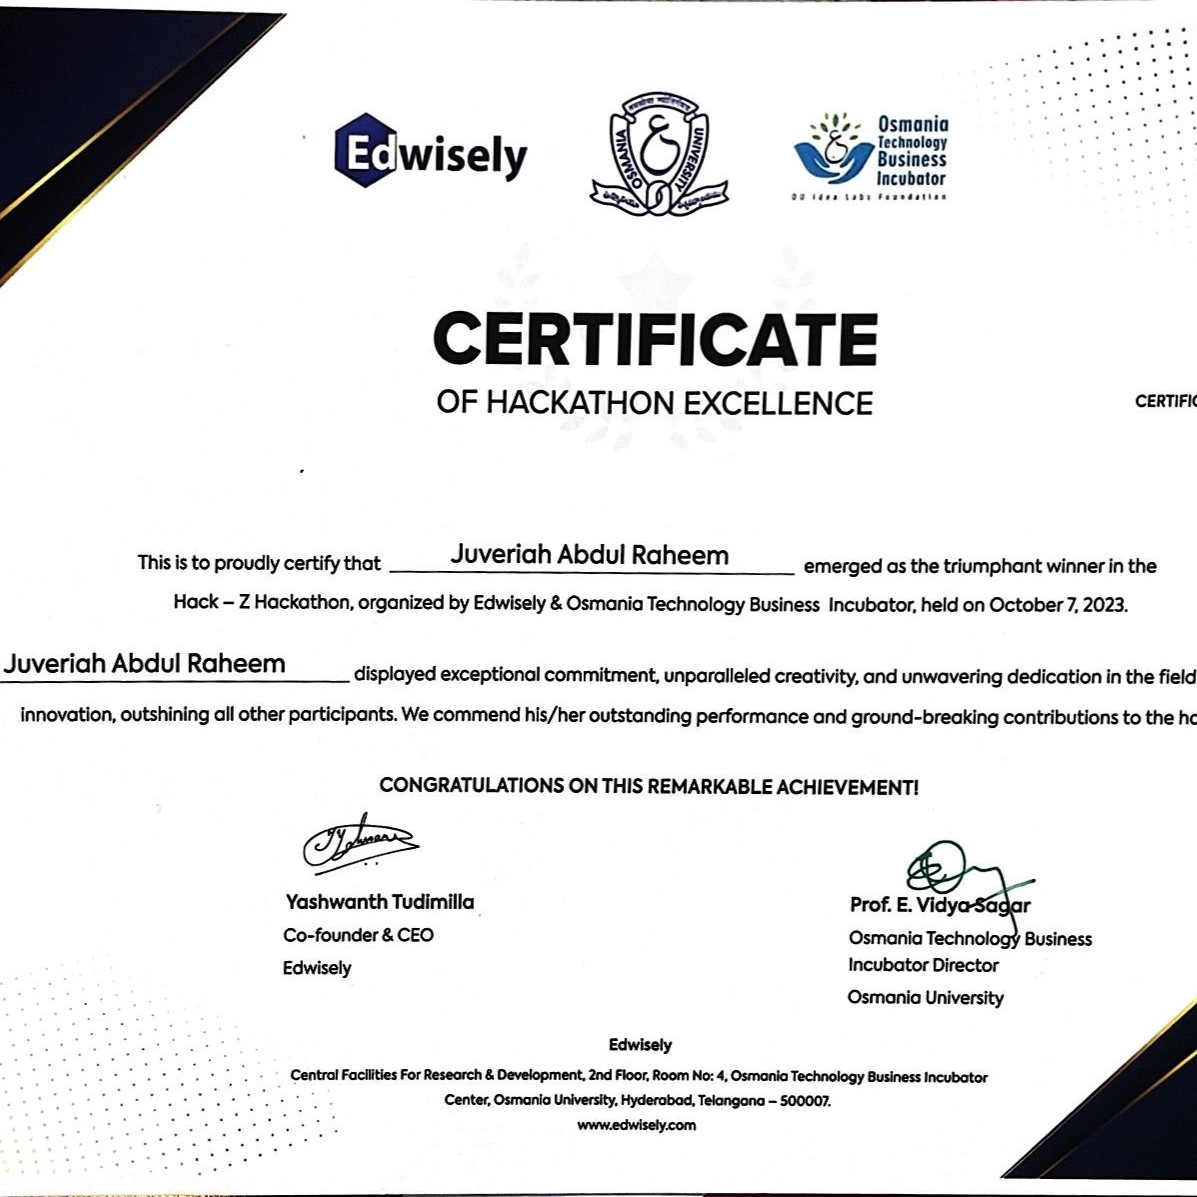 Edwisely
OSMANIA UNIVERSITY
Osmania
Technology
Business
Incubator
OU Idea Labs Foundation
CERTIFICATE
OF HACKATHON EXCELLENCE
CERTIFIC
This is to proudly certify that Juveriah Abdul Raheem emerged as the triumphant winner in the
Hack – Z Hackathon, organized by Edwisely & Osmania Technology Business Incubator, held on October 7, 2023.
Juveriah Abdul Raheem displayed exceptional commitment, unparalleled creativity, and unwavering dedication in the field
innovation, outshining all other participants. We commend his/her outstanding performance and ground-breaking contributions to the ha
CONGRATULATIONS ON THIS REMARKABLE ACHIEVEMENT!
Yashwanth Tudimilla
Co-founder & CEO
Edwisely
Prof. E. Vidya Sagar
Osmania Technology Business
Incubator Director
Osmania University
Edwisely
Central Facilities For Research & Development, 2nd Floor, Room No: 4, Osmania Technology Business Incubator
Center, Osmania University, Hyderabad, Telangana – 500007.
www.edwisely.com